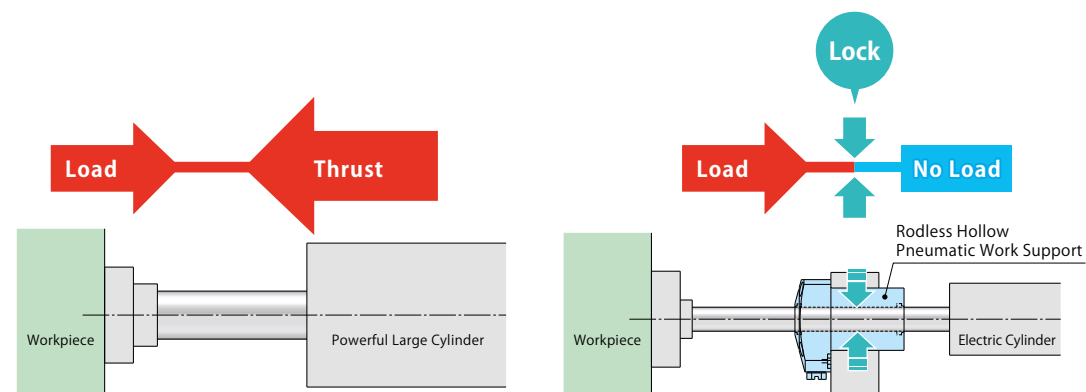 Lock
Load
Thrust
Load
No Load
Rodless Hollow
Pneumatic Work Support
Workpiece
Powerful Large Cylinder
Workpiece
Electric Cylinder